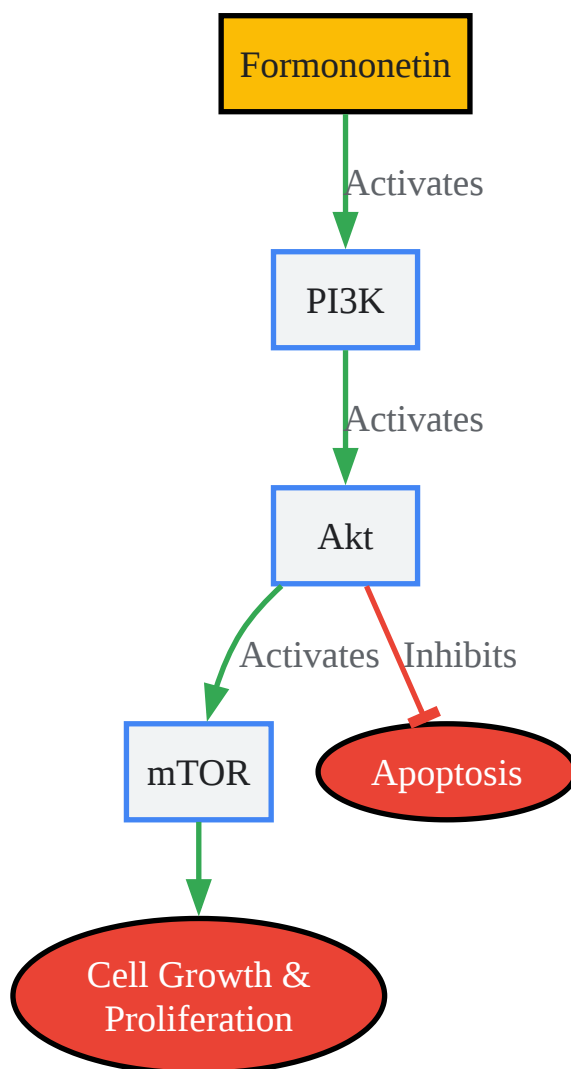 Formononetin
Activates
PI3K
Activates
Akt
Activates
Inhibits
mTOR
Apoptosis
Cell Growth &
Proliferation